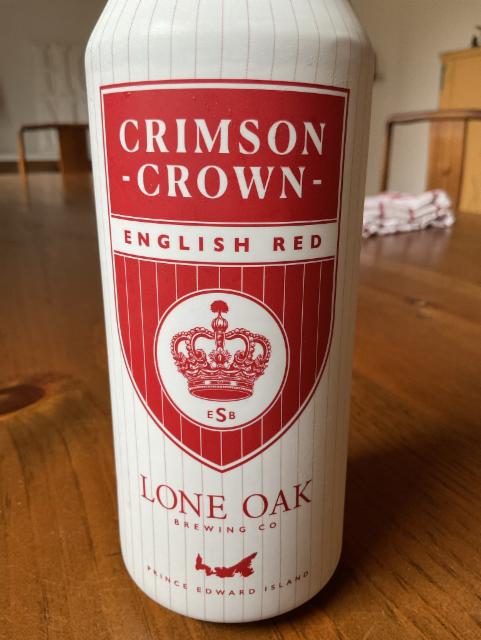 CRIMSON
-CROWN-
ENGLISH RED
ESB
LONE OAK
BREWING CO
PRINCE EDWARD ISLAND